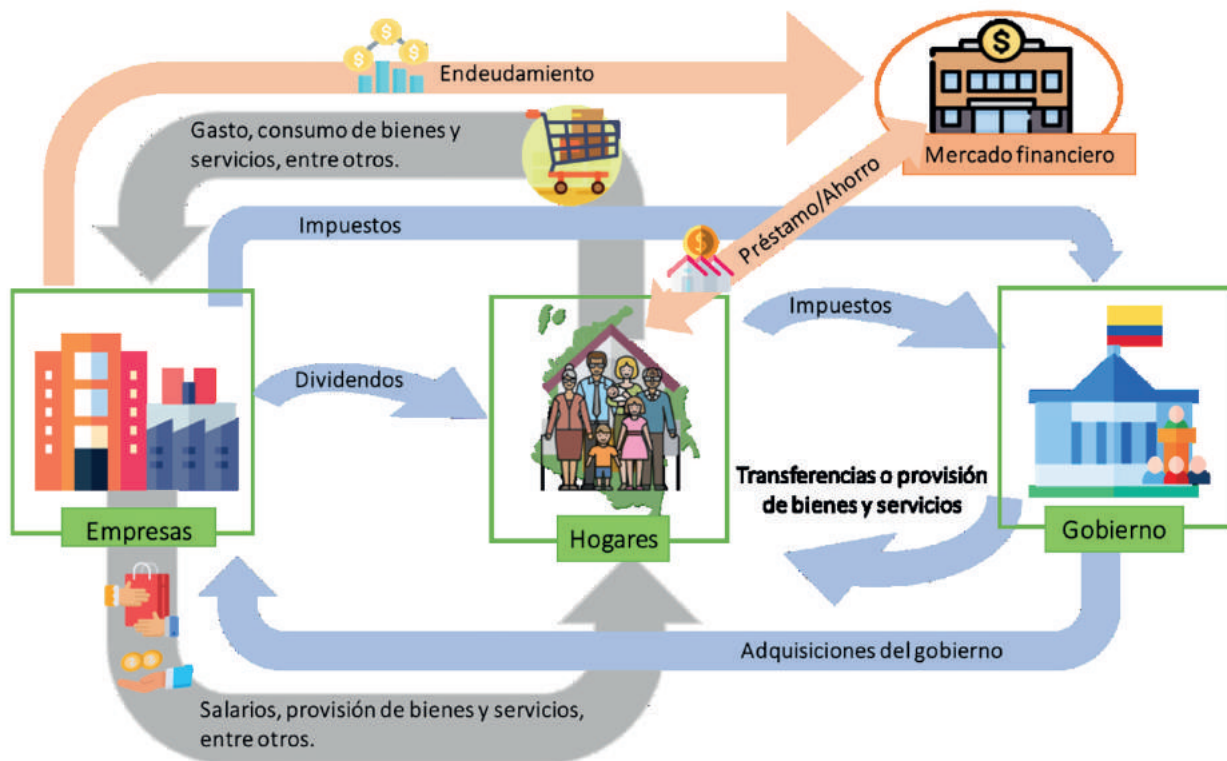 Endeudamiento
Gasto, consumo de bienes y
servicios, entre otros.
Mercado financiero
Préstamo/Ahorro
Impuestos
Impuestos
Dividendos
Transferencias o provisión
de bienes y servicios
Empresas
Hogares
Gobierno
Adquisiciones del gobierno
Salarios, provisión de bienes y servicios,
entre otros.